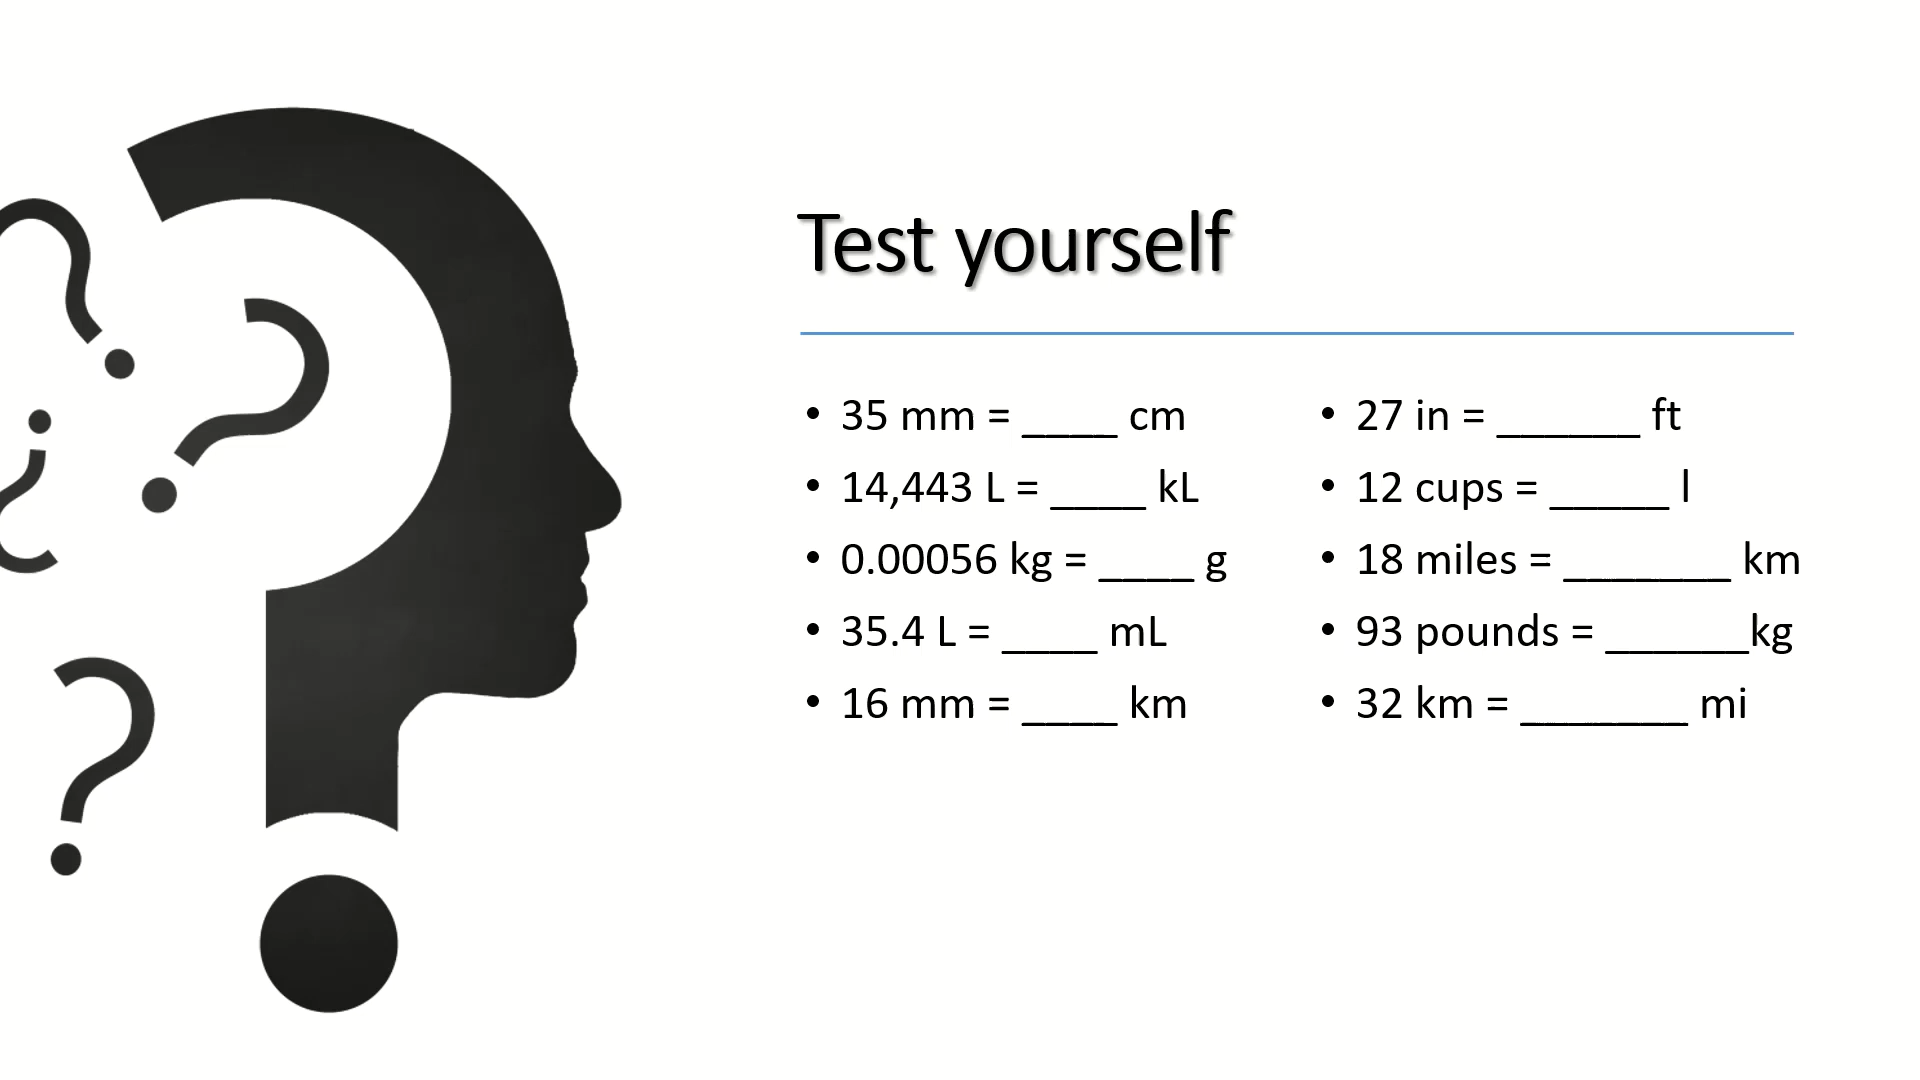 Test yourself
• 35 mm = ____ cm
• 14,443 L = ____ kL
• 0.00056 kg = ____ g
• 35.4 L = ____ mL
• 16 mm = ____ km
• 27 in = ______ ft
• 12 cups = _____ l
• 18 miles = _______ km
• 93 pounds = ______kg
• 32 km = _______ mi